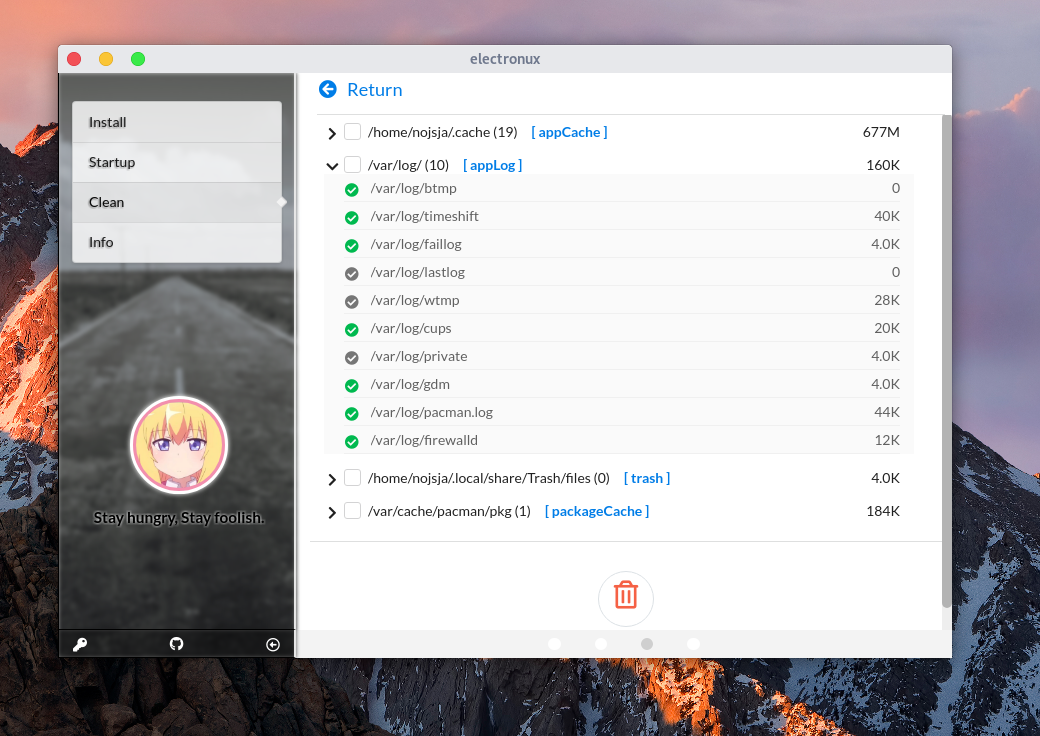 electronux
Install
Startup
Clean
Info
Stay hungry, Stay foolish.
Return
/home/nojsja/.cache (19) [ appCache ] 677M
/var/log/ (10) [ appLog ] 160K
/var/log/btmp 0
/var/log/timeshift 40K
/var/log/faillog 4.0K
/var/log/lastlog 0
/var/log/wtmp 28K
/var/log/cups 20K
/var/log/private 4.0K
/var/log/gdm 4.0K
/var/log/pacman.log 44K
/var/log/firewalld 12K
/home/nojsja/.local/share/Trash/files (0) [ trash ] 4.0K
/var/cache/pacman/pkg (1) [ packageCache ] 184K